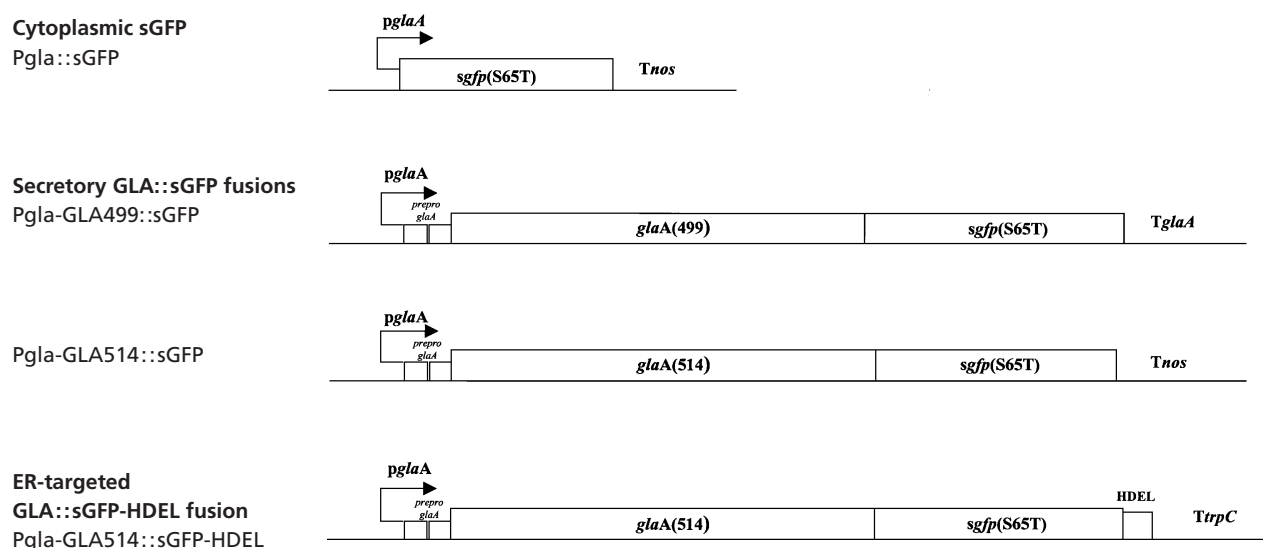 Cytoplasmic sGFP
Pgla::sGFP
pglaA
sgfp(S65T)
Tnos
Secretory GLA::sGFP fusions
Pgla-GLA499::sGFP
pglaA
prepro
glaA
glaA(499)
sgfp(S65T)
TglaA
Pgla-GLA514::sGFP
pglaA
prepro
glaA
glaA(514)
sgfp(S65T)
Tnos
ER-targeted
GLA::sGFP-HDEL fusion
Pgla-GLA514::sGFP-HDEL
pglaA
prepro
glaA
glaA(514)
sgfp(S65T)
HDEL
TtrpC